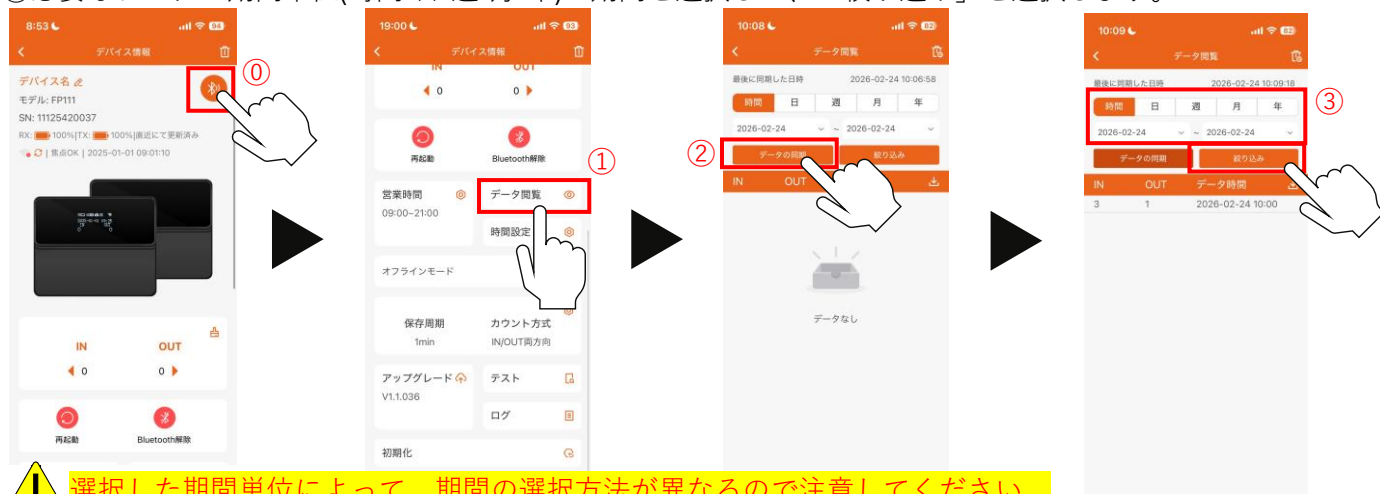 8:53
94
デバイス情報
デバイス名
モデル: FP111
SN: 11125420037
RX: 100%|TX: 100%|直近にて更新済み
| 焦点OK | 2025-01-01 09:01:10
IN OUT
0 0
再起動 Bluetooth解除
⓪
19:00
93
デバイス情報
IN OUT
0 0
再起動 Bluetooth解除
①
営業時間
09:00~21:00
データ閲覧
時間設定
オフラインモード
保存周期 カウント方式
1min IN/OUT両方向
アップグレード テスト
V1.1.036
ログ
初期化
10:08
82
データ閲覧
最後に同期した日時 2026-02-24 10:06:58
時間 日 週 月 年
2026-02-24 ~ 2026-02-24
②
データの同期 絞り込み
IN OUT
データなし
10:09
82
データ閲覧
最後に同期した日時 2026-02-24 10:09:18
時間 日 週 月 年
③
2026-02-24 ~ 2026-02-24
データの同期 絞り込み
IN OUT データ時間
3 1 2026-02-24 10:00
選択した期間単位によって、期間の選択方法が異なるので注意してください